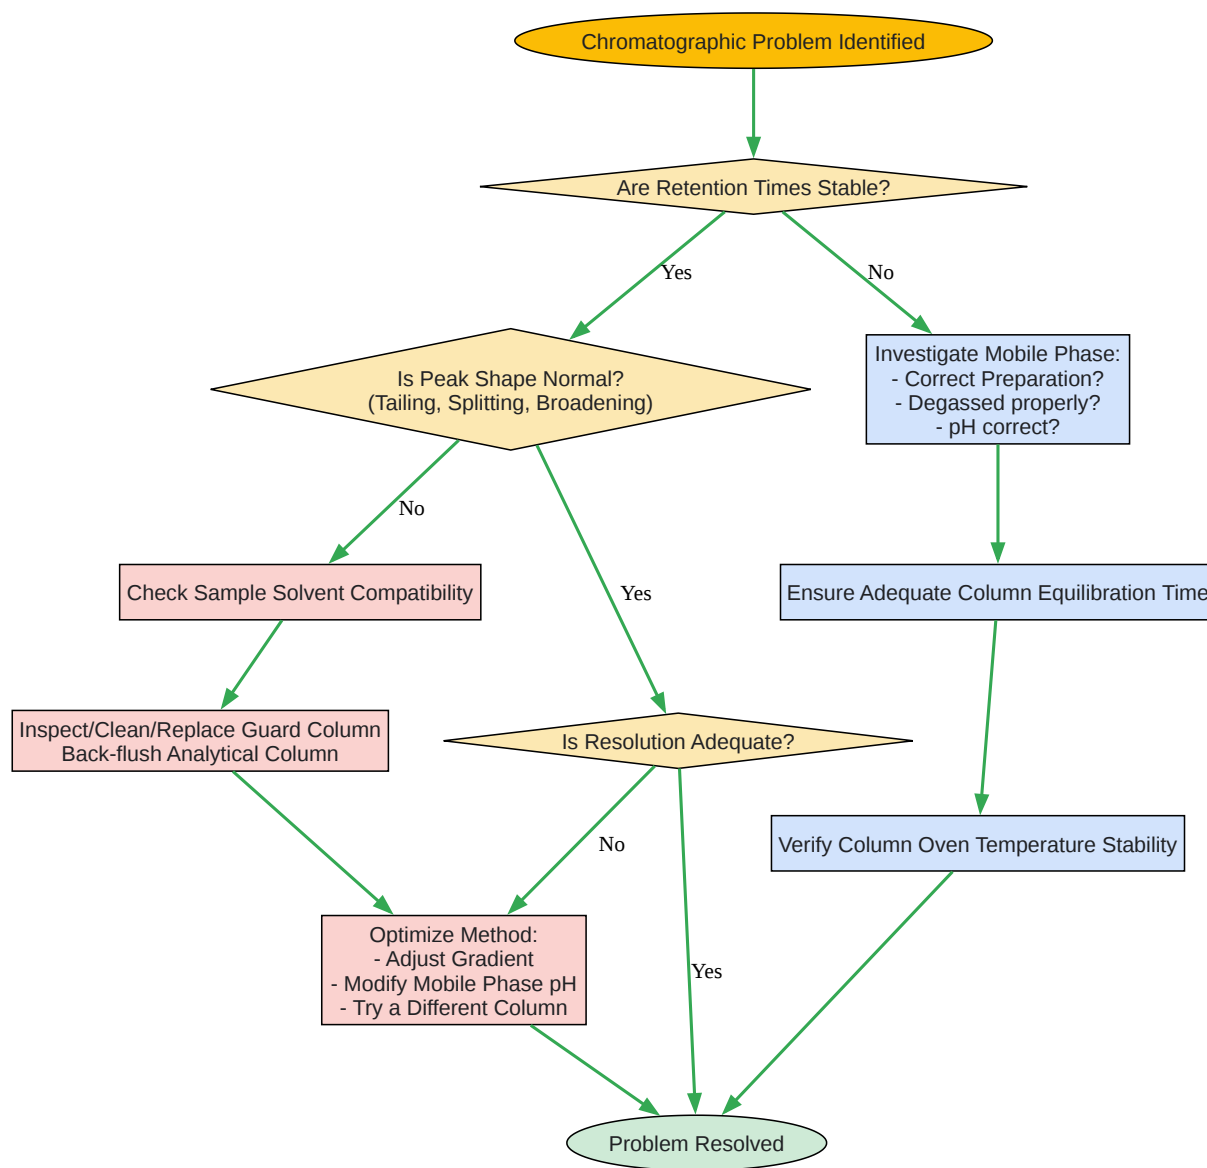 Chromatographic Problem Identified
Are Retention Times Stable?
Yes
No
Is Peak Shape Normal?
(Tailing, Splitting, Broadening)
Investigate Mobile Phase:
- Correct Preparation?
- Degassed properly?
- pH correct?
No
Yes
Check Sample Solvent Compatibility
Ensure Adequate Column Equilibration Time
Inspect/Clean/Replace Guard Column
Back-flush Analytical Column
Is Resolution Adequate?
Verify Column Oven Temperature Stability
No
Yes
Optimize Method:
- Adjust Gradient
- Modify Mobile Phase pH
- Try a Different Column
Problem Resolved